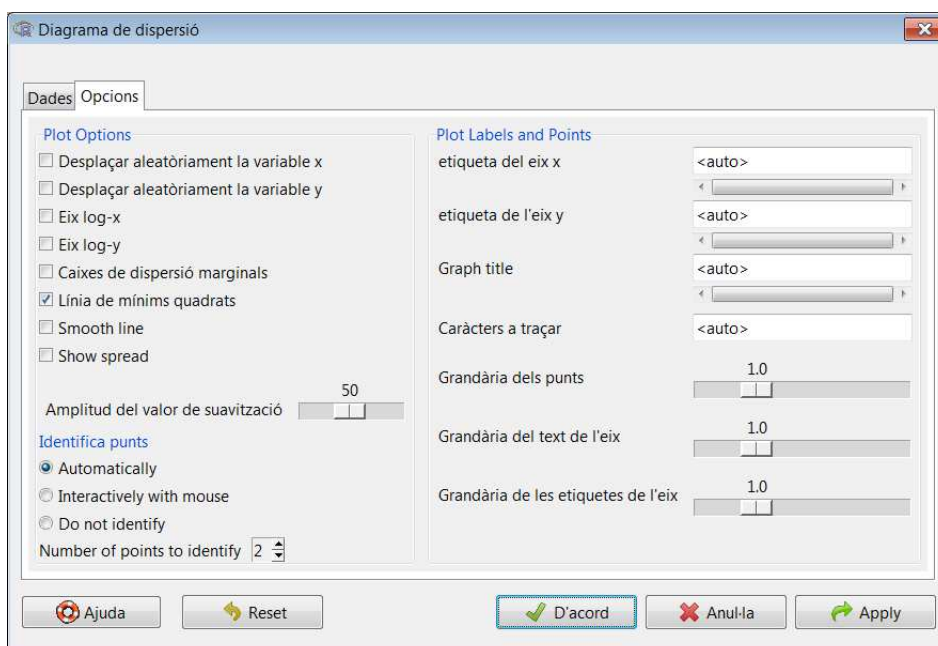 Diagrama de dispersió
Dades Opcions
Plot Options
Desplaçar aleatòriament la variable x
Desplaçar aleatòriament la variable y
Eix log-x
Eix log-y
Caixes de dispersió marginals
Línia de mínims quadrats
Smooth line
Show spread
50
Amplitud del valor de suavització
Identifica punts
Automatically
Interactively with mouse
Do not identify
Number of points to identify 2
Plot Labels and Points
etiqueta del eix x <auto>
etiqueta de l'eix y <auto>
Graph title <auto>
Caràcters a traçar <auto>
1.0
Grandària dels punts
1.0
Grandària del text de l'eix
1.0
Grandària de les etiquetes de l'eix
Ajuda Reset D'acord Anul·la Apply